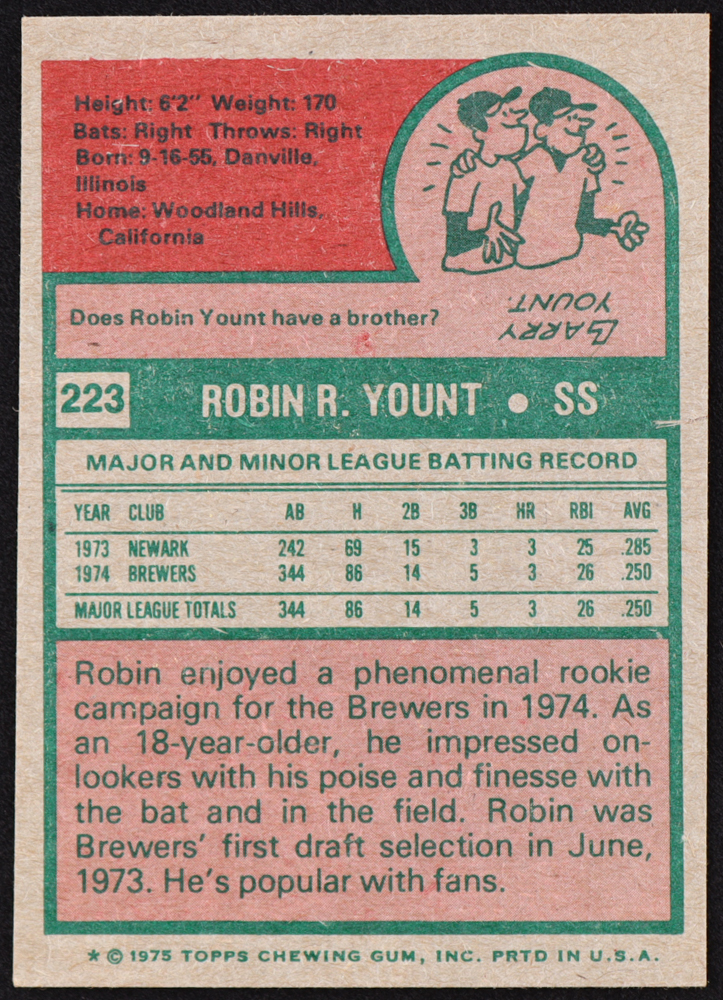 Height: 6'2" Weight: 170
Bats: Right Throws: Right
Born: 9-16-55, Danville,
Illinois
Home: Woodland Hills,
California
Does Robin Yount have a brother?
LARRY
YOUNT.
223 ROBIN R. YOUNT • SS
MAJOR AND MINOR LEAGUE BATTING RECORD
YEAR CLUB AB H 2B 3B HR RBI AVG
1973 NEWARK 242 69 15 3 3 25 .285
1974 BREWERS 344 86 14 5 3 26 .250
MAJOR LEAGUE TOTALS 344 86 14 5 3 26 .250
Robin enjoyed a phenomenal rookie
campaign for the Brewers in 1974. As
an 18-year-older, he impressed on-
lookers with his poise and finesse with
the bat and in the field. Robin was
Brewers' first draft selection in June,
1973. He's popular with fans.
* © 1975 TOPPS CHEWING GUM, INC. PRTD IN U.S.A.